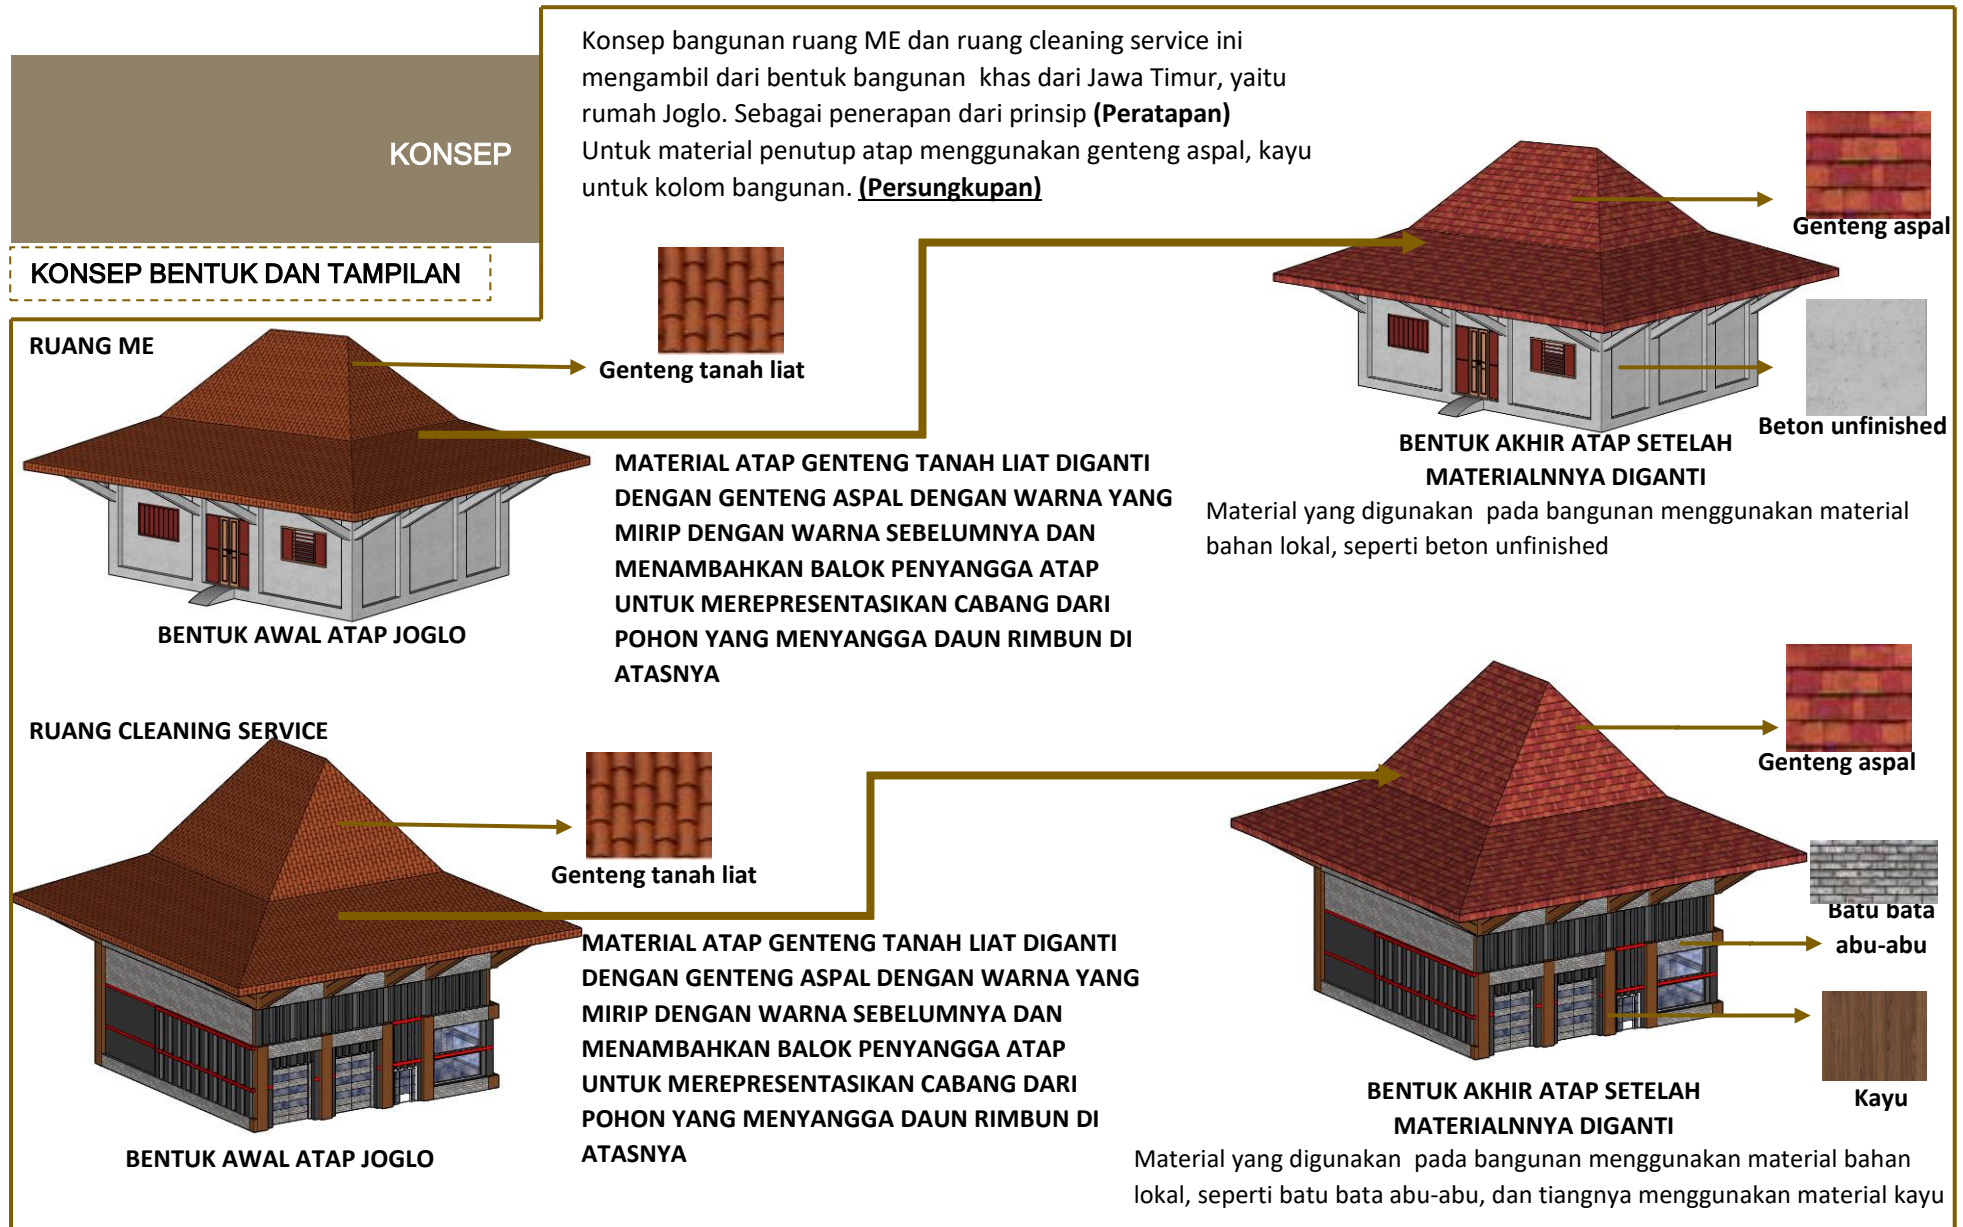 KONSEP
KONSEP BENTUK DAN TAMPILAN
Konsep bangunan ruang ME dan ruang cleaning service ini
mengambil dari bentuk bangunan  khas dari Jawa Timur, yaitu
rumah Joglo. Sebagai penerapan dari prinsip (Peratapan)
Untuk material penutup atap menggunakan genteng aspal, kayu
untuk kolom bangunan. (Persungkupan)
RUANG ME
Genteng tanah liat
BENTUK AWAL ATAP JOGLO
MATERIAL ATAP GENTENG TANAH LIAT DIGANTI
DENGAN GENTENG ASPAL DENGAN WARNA YANG
MIRIP DENGAN WARNA SEBELUMNYA DAN
MENAMBAHKAN BALOK PENYANGGA ATAP
UNTUK MEREPRESENTASIKAN CABANG DARI
POHON YANG MENYANGGA DAUN RIMBUN DI
ATASNYA
Genteng aspal
Beton unfinished
BENTUK AKHIR ATAP SETELAH
MATERIALNNYA DIGANTI
Material yang digunakan  pada bangunan menggunakan material
bahan lokal, seperti beton unfinished
RUANG CLEANING SERVICE
Genteng tanah liat
BENTUK AWAL ATAP JOGLO
MATERIAL ATAP GENTENG TANAH LIAT DIGANTI
DENGAN GENTENG ASPAL DENGAN WARNA YANG
MIRIP DENGAN WARNA SEBELUMNYA DAN
MENAMBAHKAN BALOK PENYANGGA ATAP
UNTUK MEREPRESENTASIKAN CABANG DARI
POHON YANG MENYANGGA DAUN RIMBUN DI
ATASNYA
Genteng aspal
Batu bata
abu-abu
Kayu
BENTUK AKHIR ATAP SETELAH
MATERIALNNYA DIGANTI
Material yang digunakan  pada bangunan menggunakan material bahan
lokal, seperti batu bata abu-abu, dan tiangnya menggunakan material kayu